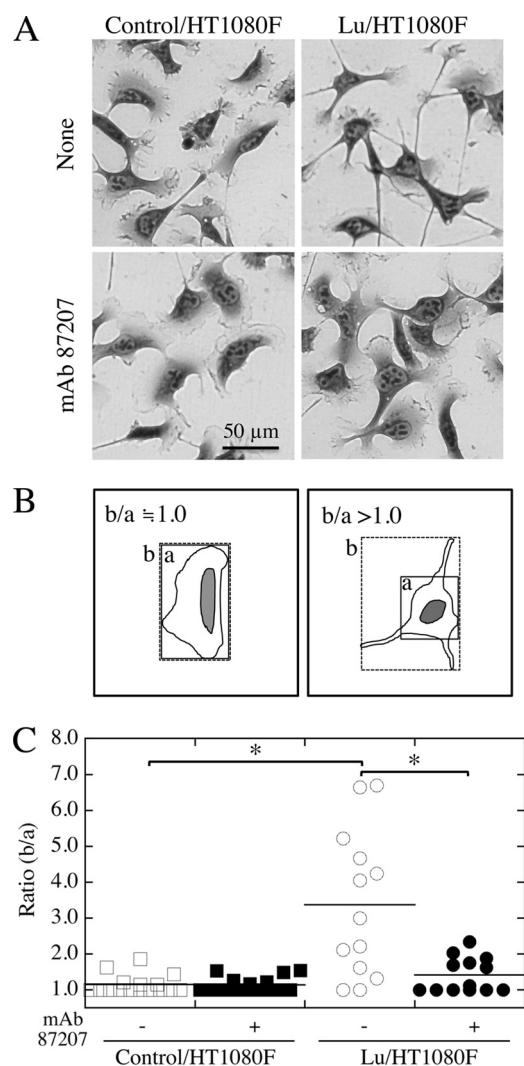 A
Control/HT1080F Lu/HT1080F
None
mAb 87207
50 µm
B
b/a ≒1.0 b/a >1.0
b a b a
C
8.0
7.0
6.0
5.0
4.0
3.0
2.0
1.0
Ratio (b/a)
* *
mAb 87207 - + - +
Control/HT1080F Lu/HT1080F